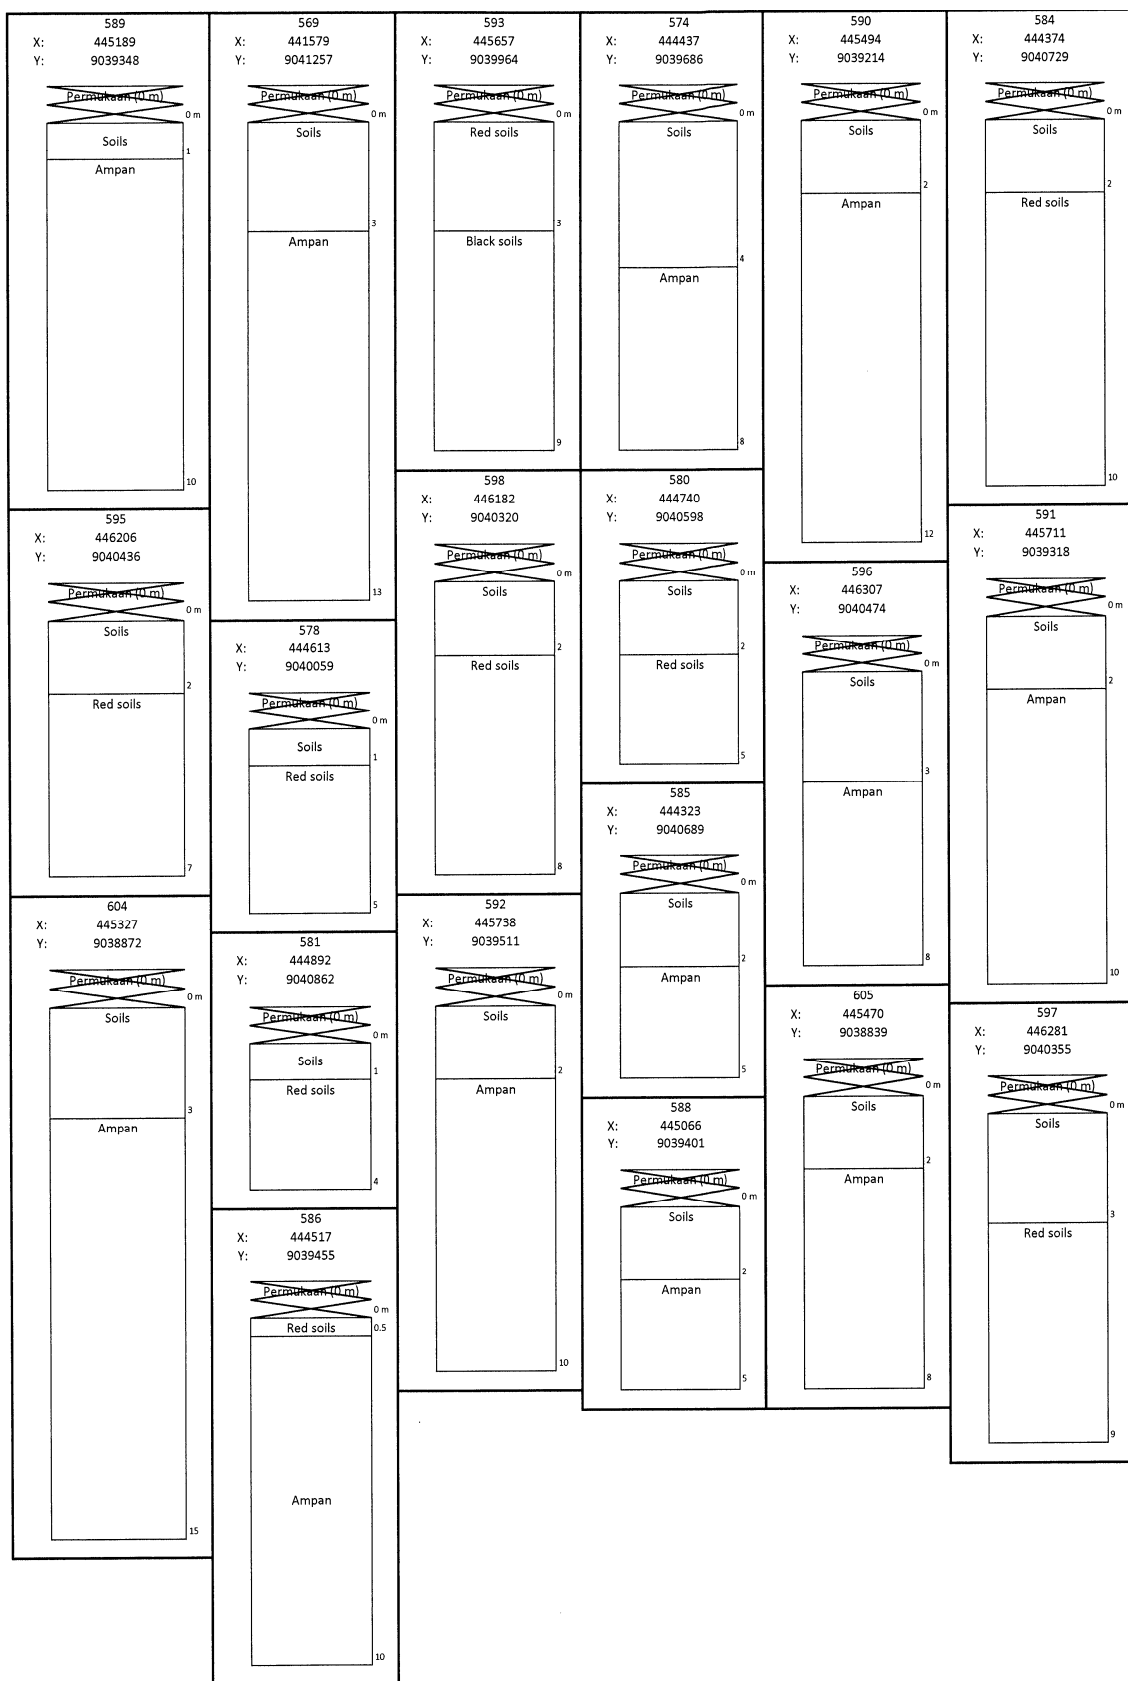 589
X: 445189
Y: 9039348
Permukaan (0 m)
0 m
Soils
1
Ampan
10
595
X: 446206
Y: 9040436
Permukaan (0 m)
0 m
Soils
2
Red soils
7
604
X: 445327
Y: 9038872
Permukaan (0 m)
0 m
Soils
3
Ampan
15
569
X: 441579
Y: 9041257
Permukaan (0 m)
0 m
Soils
3
Ampan
13
578
X: 444613
Y: 9040059
Permukaan (0 m)
0 m
Soils
1
Red soils
5
581
X: 444892
Y: 9040862
Permukaan (0 m)
0 m
Soils
1
Red soils
4
586
X: 444517
Y: 9039455
Permukaan (0 m)
0 m
Red soils
0.5
Ampan
10
593
X: 445657
Y: 9039964
Permukaan (0 m)
0 m
Red soils
3
Black soils
9
598
X: 446182
Y: 9040320
Permukaan (0 m)
0 m
Soils
2
Red soils
8
592
X: 445738
Y: 9039511
Permukaan (0 m)
0 m
Soils
2
Ampan
10
574
X: 444437
Y: 9039686
Permukaan (0 m)
0 m
Soils
4
Ampan
8
580
X: 444740
Y: 9040598
Permukaan (0 m)
0 m
Soils
2
Red soils
5
585
X: 444323
Y: 9040689
Permukaan (0 m)
0 m
Soils
2
Ampan
5
588
X: 445066
Y: 9039401
Permukaan (0 m)
0 m
Soils
2
Ampan
5
590
X: 445494
Y: 9039214
Permukaan (0 m)
0 m
Soils
2
Ampan
12
596
X: 446307
Y: 9040474
Permukaan (0 m)
0 m
Soils
3
Ampan
8
605
X: 445470
Y: 9038839
Permukaan (0 m)
0 m
Soils
2
Ampan
8
584
X: 444374
Y: 9040729
Permukaan (0 m)
0 m
Soils
2
Red soils
10
591
X: 445711
Y: 9039318
Permukaan (0 m)
0 m
Soils
2
Ampan
10
597
X: 446281
Y: 9040355
Permukaan (0 m)
0 m
Soils
3
Red soils
9